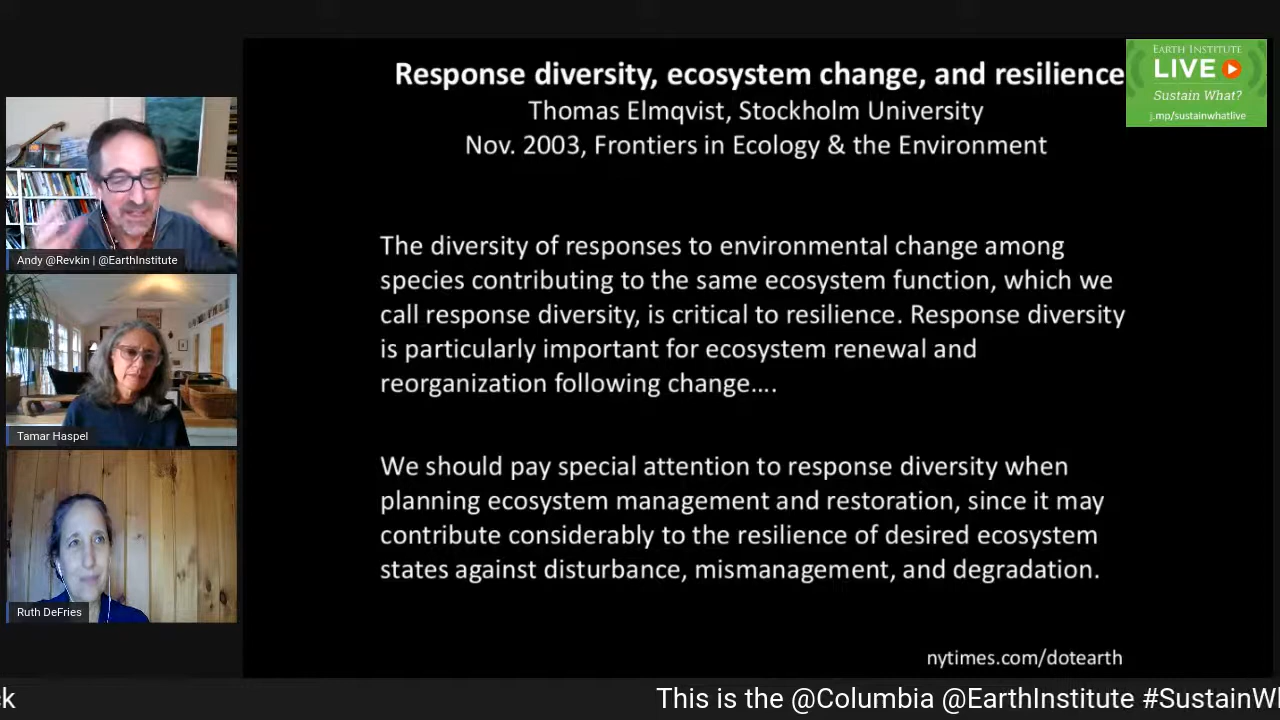 Response diversity, ecosystem change, and resilience
Thomas Elmqvist, Stockholm University
Nov. 2003, Frontiers in Ecology & the Environment
EARTH INSTITUTE
LIVE
Sustain What?
j.mp/sustainwhatlive
Andy @Revkin | @EarthInstitute
Tamar Haspel
Ruth DeFries
The diversity of responses to environmental change among
species contributing to the same ecosystem function, which we
call response diversity, is critical to resilience. Response diversity
is particularly important for ecosystem renewal and
reorganization following change....
We should pay special attention to response diversity when
planning ecosystem management and restoration, since it may
contribute considerably to the resilience of desired ecosystem
states against disturbance, mismanagement, and degradation.
nytimes.com/dotearth
This is the @Columbia @EarthInstitute